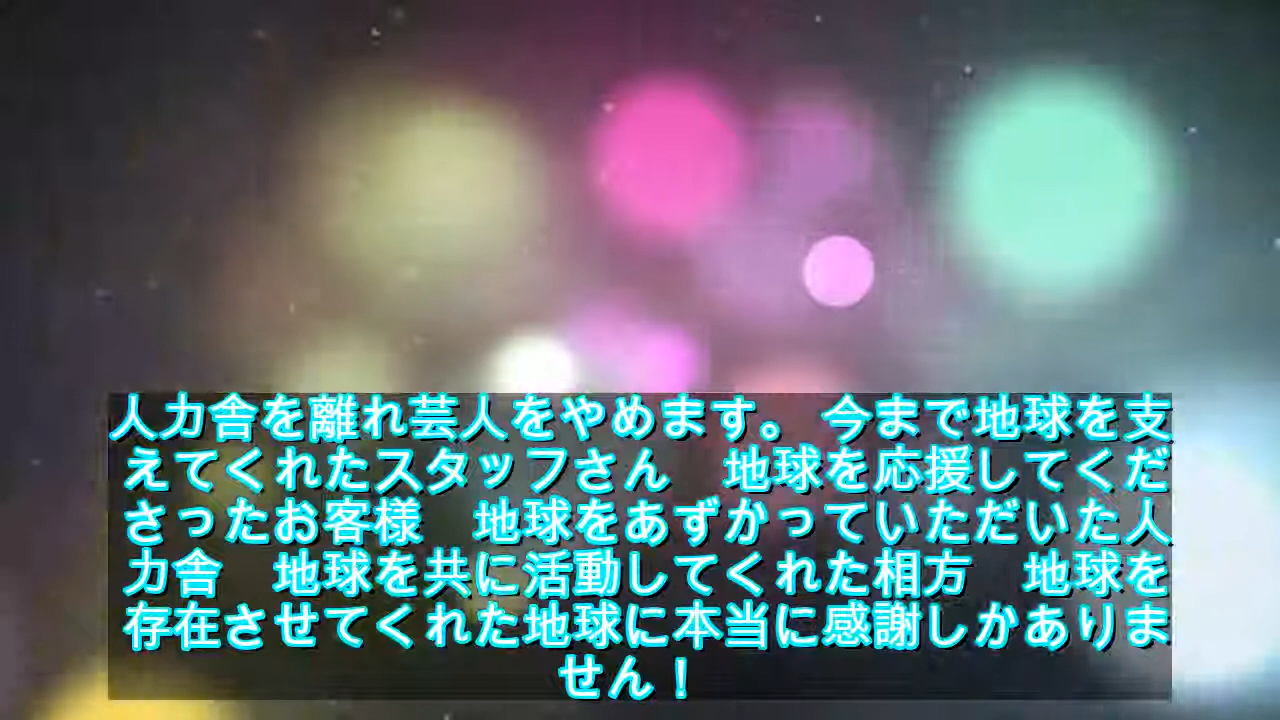 人力舎を離れ芸人をやめます。 今まで地球を支
えてくれたスタッフさん　地球を応援してくだ
さったお客様　地球をあずかっていただいた人
力舎　地球を共に活動してくれた相方　地球を
存在させてくれた地球に本当に感謝しかありま
せん！